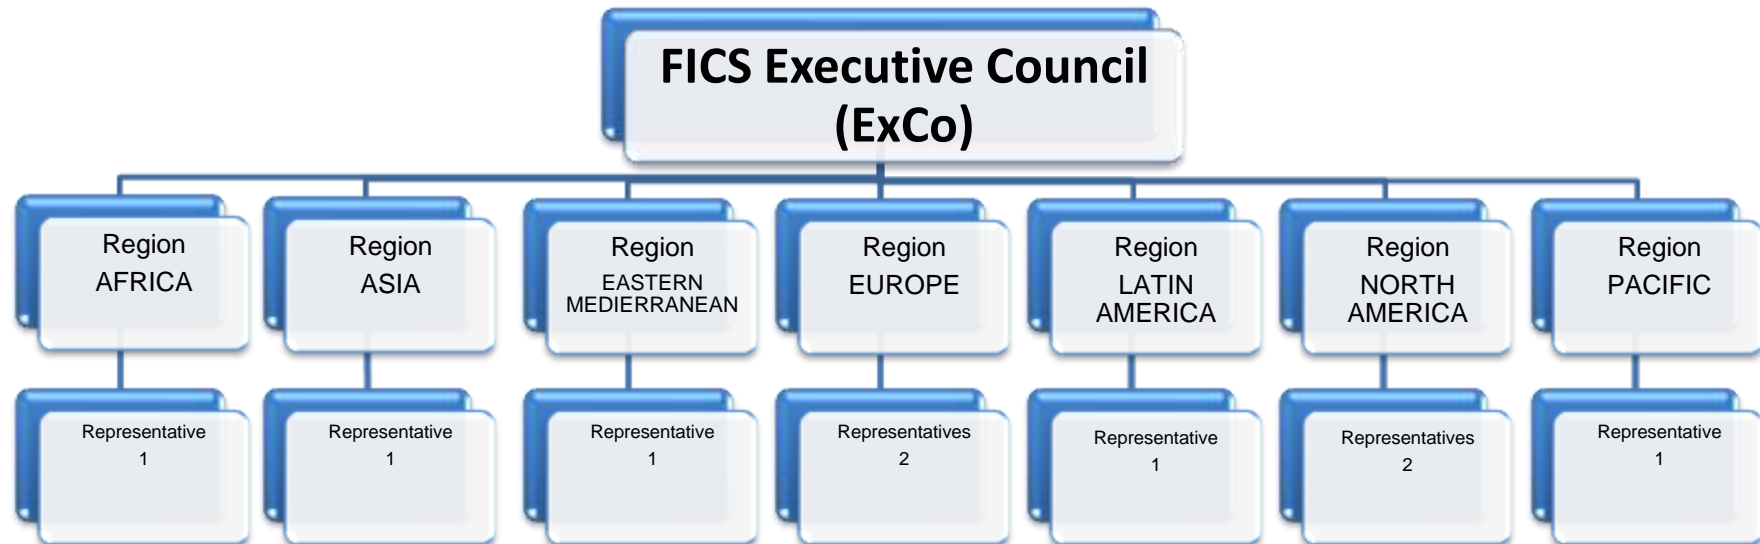 FICS Executive Council
(ExCo)
Region
AFRICA
Region
ASIA
Region
EASTERN
MEDIERRANEAN
Region
EUROPE
Region
LATIN
AMERICA
Region
NORTH
AMERICA
Region
PACIFIC
Representative
1
Representative
1
Representative
1
Representatives
2
Representative
1
Representatives
2
Representative
1